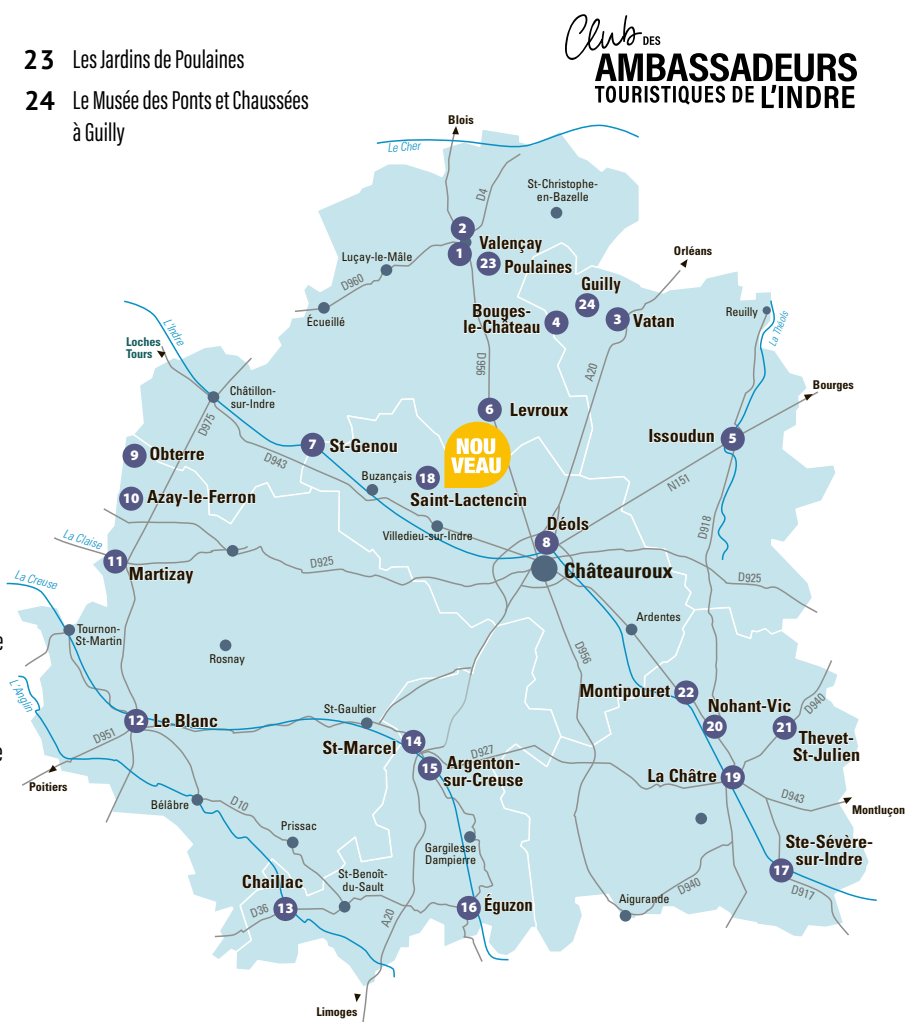 23 Les Jardins de Poulaines
24 Le Musée des Ponts et Chaussées
à Guilly
Club DES
AMBASSADEURS
TOURISTIQUES DE L'INDRE
Blois
Le Cher
D4
St-Christophe-
en-Bazelle
2
Valençay
1
23
Poulaines
Luçay-le-Mâle
D960
Écueillé
Orléans
Guilly
24
Bouges-
le-Château
4
3
Vatan
Reuilly
La Théols
L'Indre
Loches
Tours
Châtillon-
sur-Indre
D956
A20
Bourges
D975
6
Levroux
NOU
VEAU
Issoudun
5
7
St-Genou
9
Obterre
D943
Buzançais
18
Saint-Lactencin
N151
10
Azay-le-Ferron
Villedieu-sur-Indre
D918
Déols
8
La Claise
11
Martizay
D925
Châteauroux
D925
La Creuse
Tournon-
St-Martin
Rosnay
Ardentes
D956
L'Anglin
Montipouret
22
Nohant-Vic
20
D940
21
Thevet-
St-Julien
St-Gaultier
12
Le Blanc
D951
St-Marcel
14
15
Argenton-
sur-Creuse
D927
La Châtre
19
D943
Montluçon
Poitiers
Bélâbre
D10
Prissac
Gargilesse
Dampierre
Ste-Sévère-
sur-Indre
17
D917
Chaillac
13
D36
St-Benoît-
du-Sault
A20
16
Éguzon
Aigurande
D940
Limoges